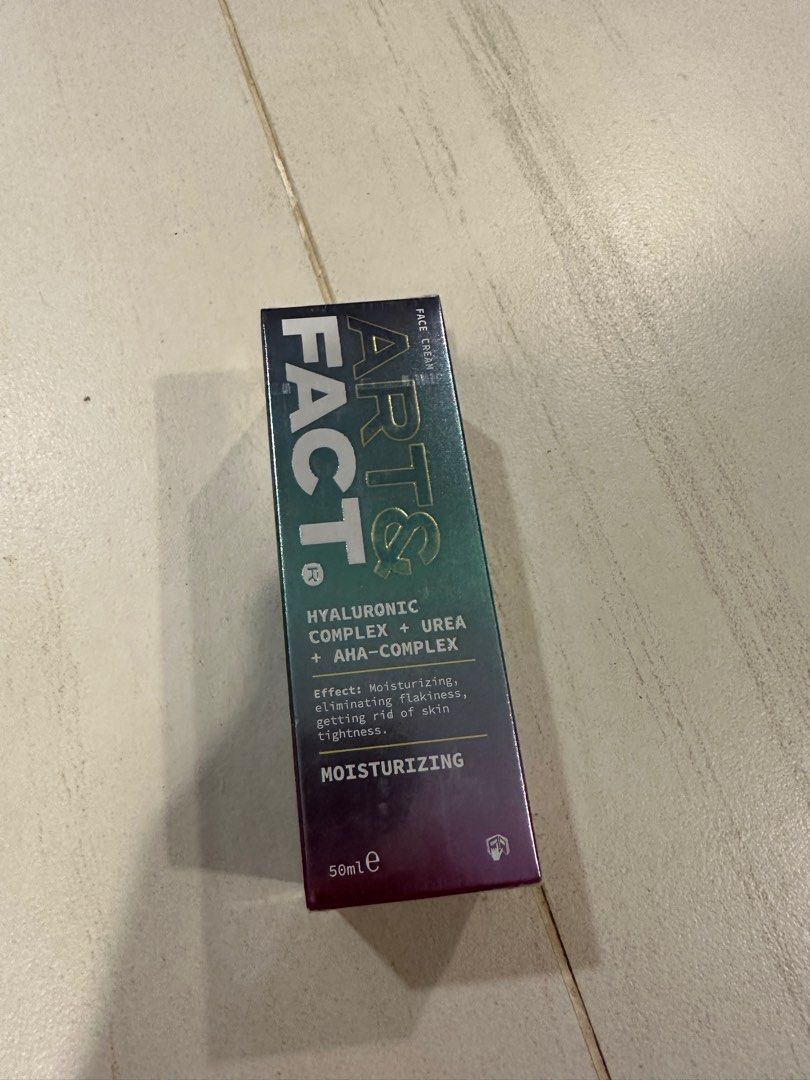 FACE CREAM
ART&
FACT®
HYALURONIC
COMPLEX + UREA
+ AHA-COMPLEX
Effect: Moisturizing,
eliminating flakiness,
getting rid of skin
tightness.
MOISTURIZING
50ml℮